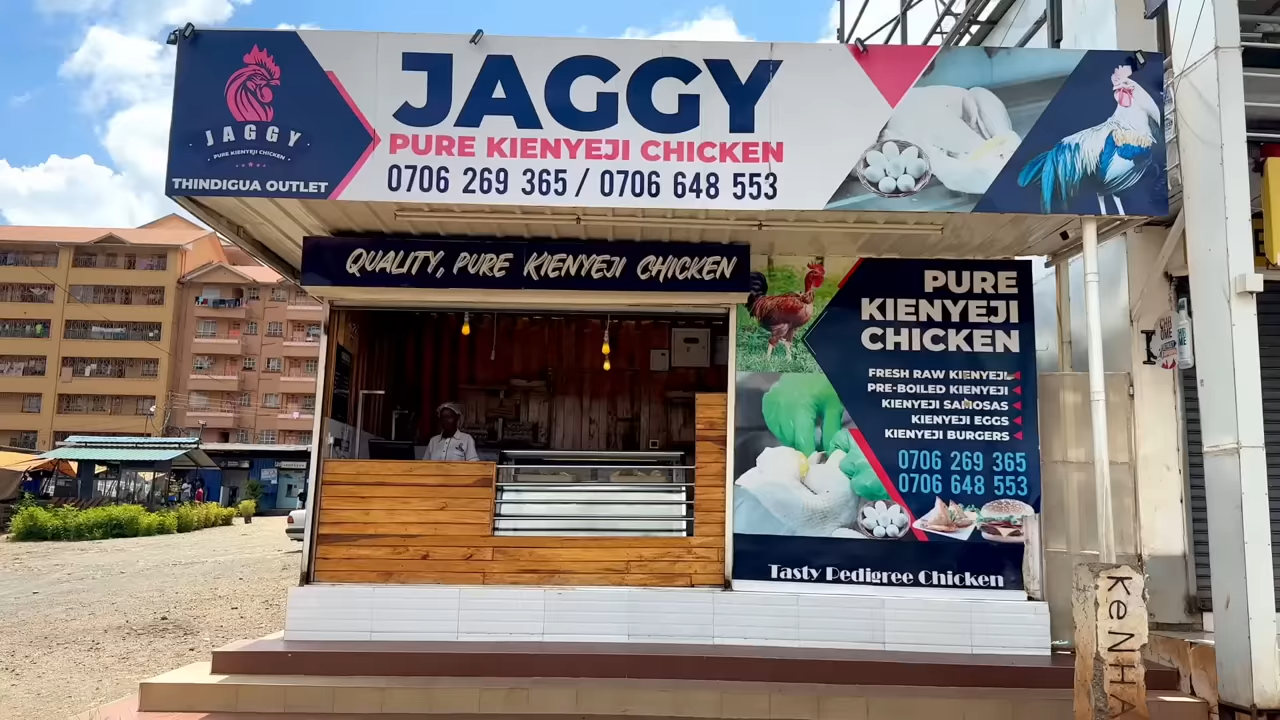 JAGGY
PURE KIENYEJI CHICKEN
THINDIGUA OUTLET
JAGGY
PURE KIENYEJI CHICKEN
0706 269 365 / 0706 648 553
QUALITY, PURE KIENYEJI CHICKEN
PURE
KIENYEJI
CHICKEN
FRESH RAW KIENYEJI
PRE-BOILED KIENYEJI
KIENYEJI SAMOSAS
KIENYEJI EGGS
KIENYEJI BURGERS
0706 269 365
0706 648 553
Tasty Pedigree Chicken
KeNHA